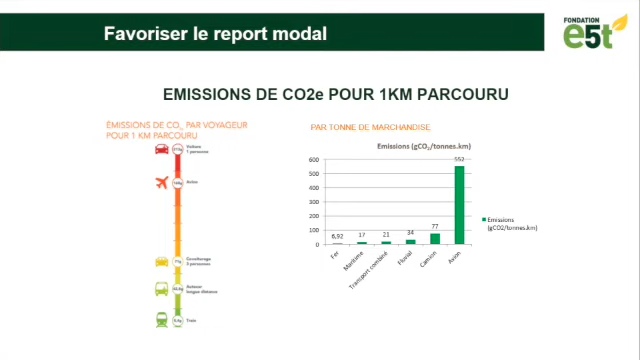 Favoriser le report modal
FONDATION
e5t
EMISSIONS DE CO2e POUR 1KM PARCOURU
ÉMISSIONS DE CO₂ PAR VOYAGEUR
POUR 1 KM PARCOURU
Voiture
1 personne
Avion
Covoiturage
3 personnes
Autocar
longue distance
Train
PAR TONNE DE MARCHANDISE
Emissions (gCO₂/tonnes.km)
600
500
400
300
200
100
0
6,92
17
21
34
77
552
Fer
Maritime
Transport combiné
Fluvial
Camion
Avion
Emissions
(gCO2/tonnes.km)